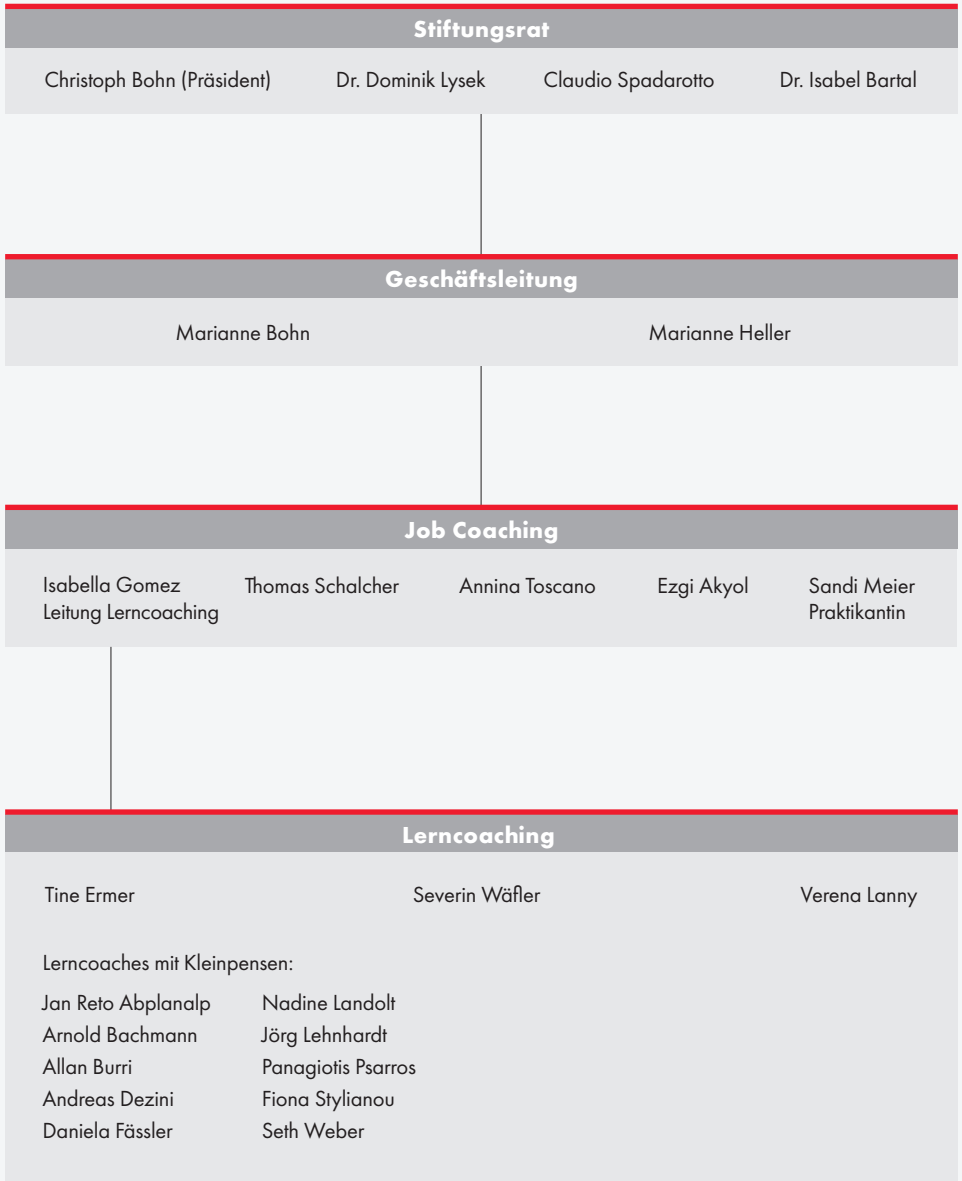 Stiftungsrat
Christoph Bohn (Präsident) Dr. Dominik Lysek Claudio Spadarotto Dr. Isabel Bartal
Geschäftsleitung
Marianne Bohn Marianne Heller
Job Coaching
Isabella Gomez Thomas Schalcher Annina Toscano Ezgi Akyol Sandi Meier
Leitung Lerncoaching Praktikantin
Lerncoaching
Tine Ermer Severin Wäfler Verena Lanny
Lerncoaches mit Kleinpensen:
Jan Reto Abplanalp Nadine Landolt
Arnold Bachmann Jörg Lehnhardt
Allan Burri Panagiotis Psarros
Andreas Dezini Fiona Stylianou
Daniela Fässler Seth Weber